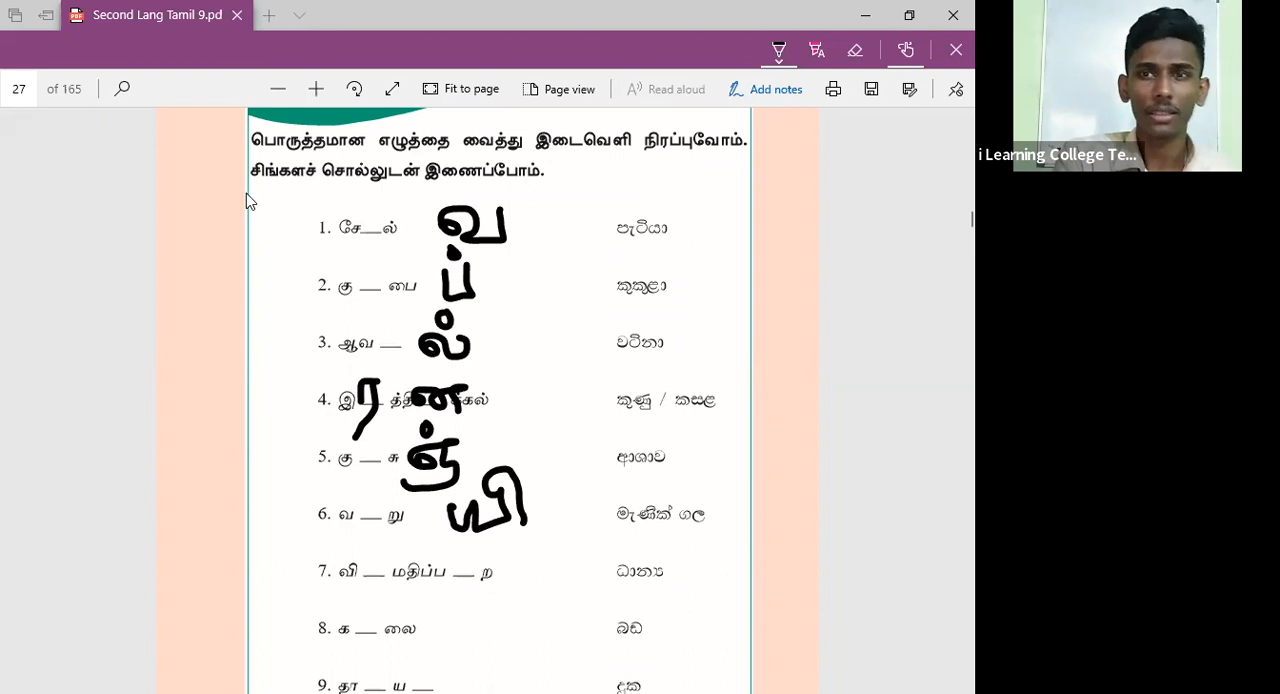 Second Lang Tamil 9.pd
27 of 165
Fit to page
Page view
Read aloud
Add notes
i Learning College Te...
பொருத்தமான எழுத்தை வைத்து இடைவெளி நிரப்புவோம்.
சிங்களச் சொல்லுடன் இணைப்போம்.
1. சே__ல் வ පැටියා
2. கு __ பை ப் කුකුළා
3. ஆவ __ ல் වටිනා
4. இ ர த்தி ன க்கல் කුණු / කසළ
5. கு __ சு ඇශාව
6. வ __ று யி මැණික් ගල
7. வி __ மதிப்ப __ ற ධාන්‍ය
8. க __ லை බඩ
9. தா __ ய __ දුක